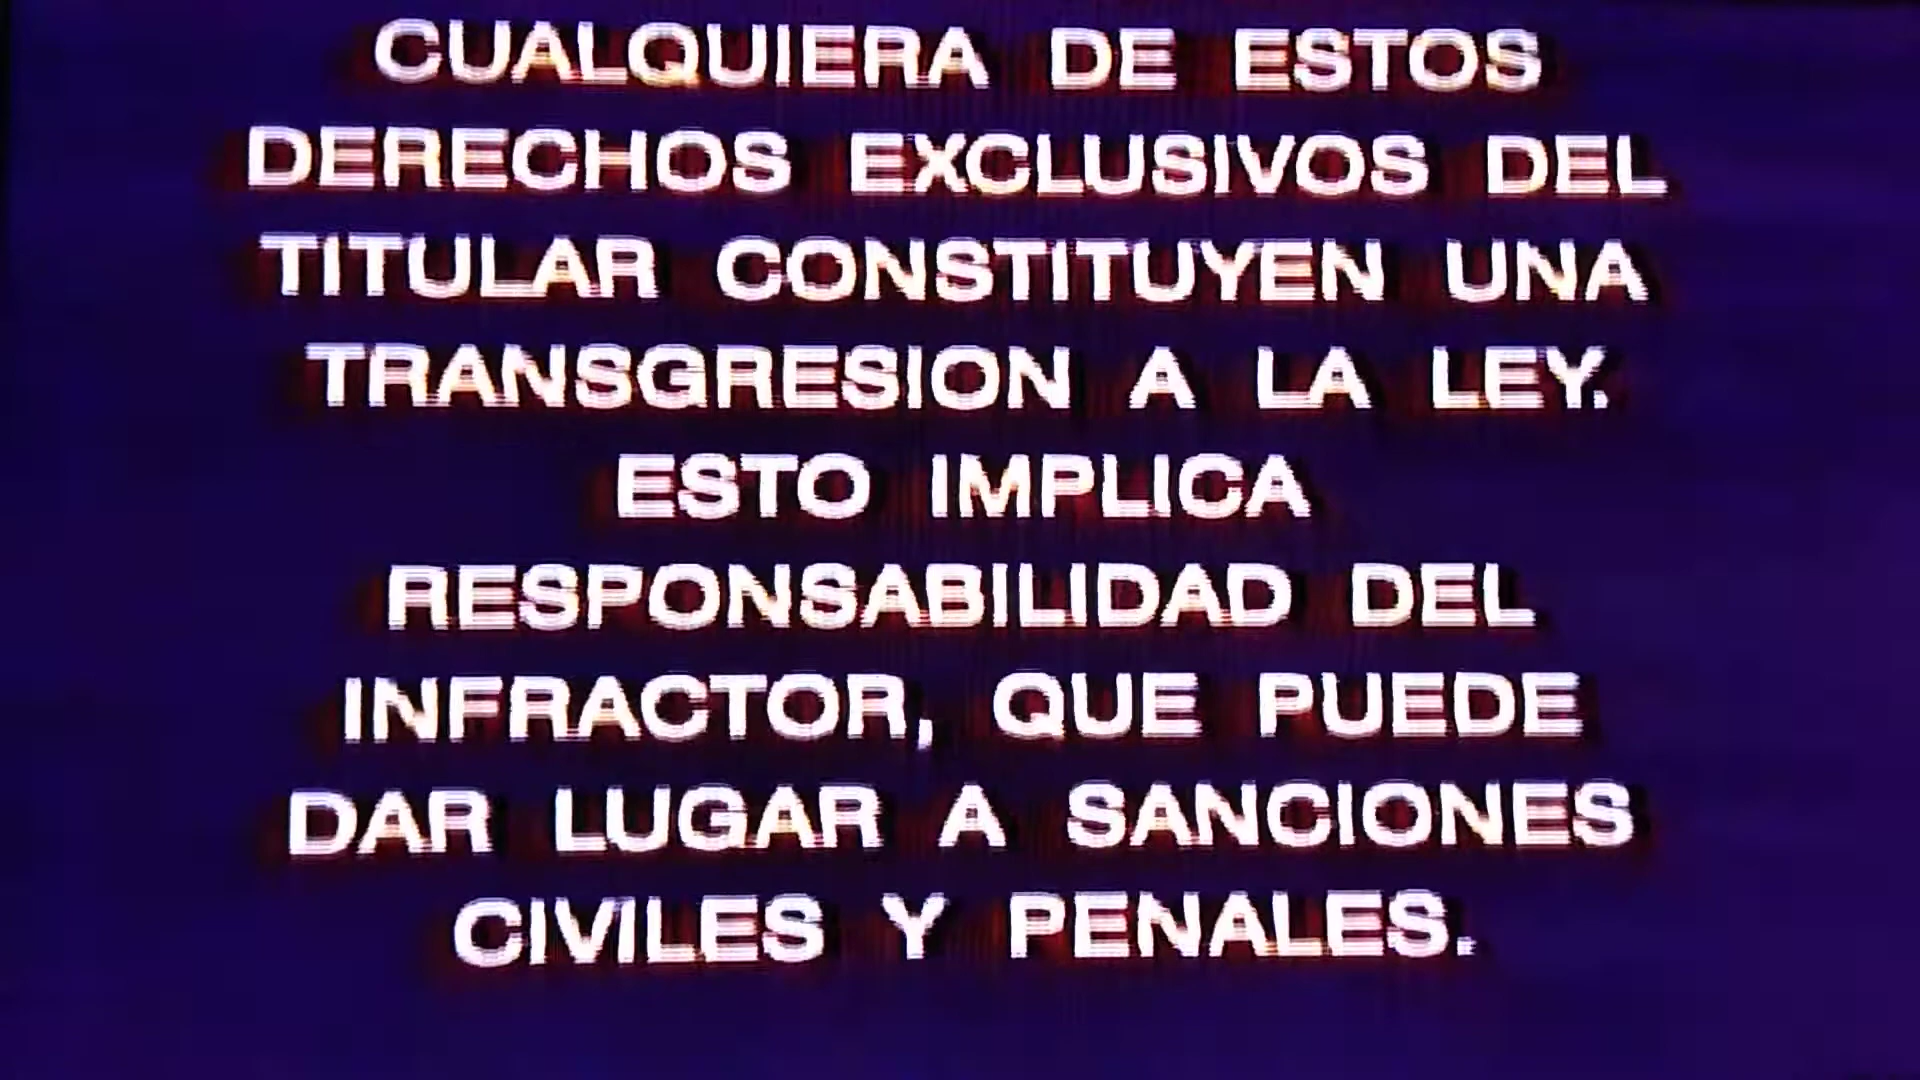 CUALQUIERA DE ESTOS
DERECHOS EXCLUSIVOS DEL
TITULAR CONSTITUYEN UNA
TRANSGRESION A LA LEY.
ESTO IMPLICA
RESPONSABILIDAD DEL
INFRACTOR, QUE PUEDE
DAR LUGAR A SANCIONES
CIVILES Y PENALES.